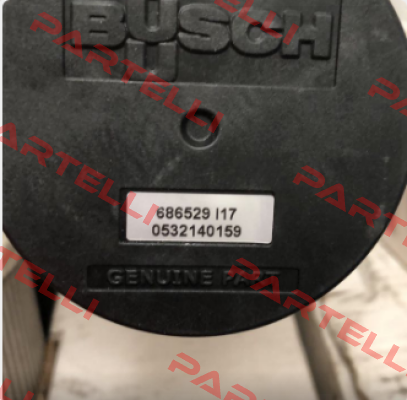 BUSCH
686529 I17
0532140159
GENUINE PART
PARTELLI
PARTELLI
PARTELLI
PARTELLI
PARTELLI